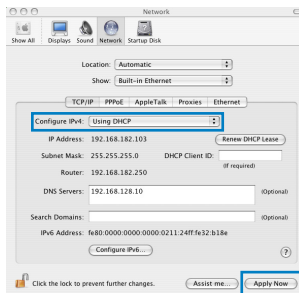 Network
Show All Displays Sound Network Startup Disk
Location: Automatic
Show: Built-in Ethernet
TCP/IP PPPoE AppleTalk Proxies Ethernet
Configure IPv4: Using DHCP
IP Address: 192.168.182.103 Renew DHCP Lease
Subnet Mask: 255.255.255.0 DHCP Client ID:
(If required)
Router: 192.168.182.250
DNS Servers: 192.168.128.10 (Optional)
Search Domains: (Optional)
IPv6 Address: fe80:0000:0000:0000:0211:24ff:fe32:b18e
Configure IPv6... ?
Click the lock to prevent further changes. Assist me... Apply Now